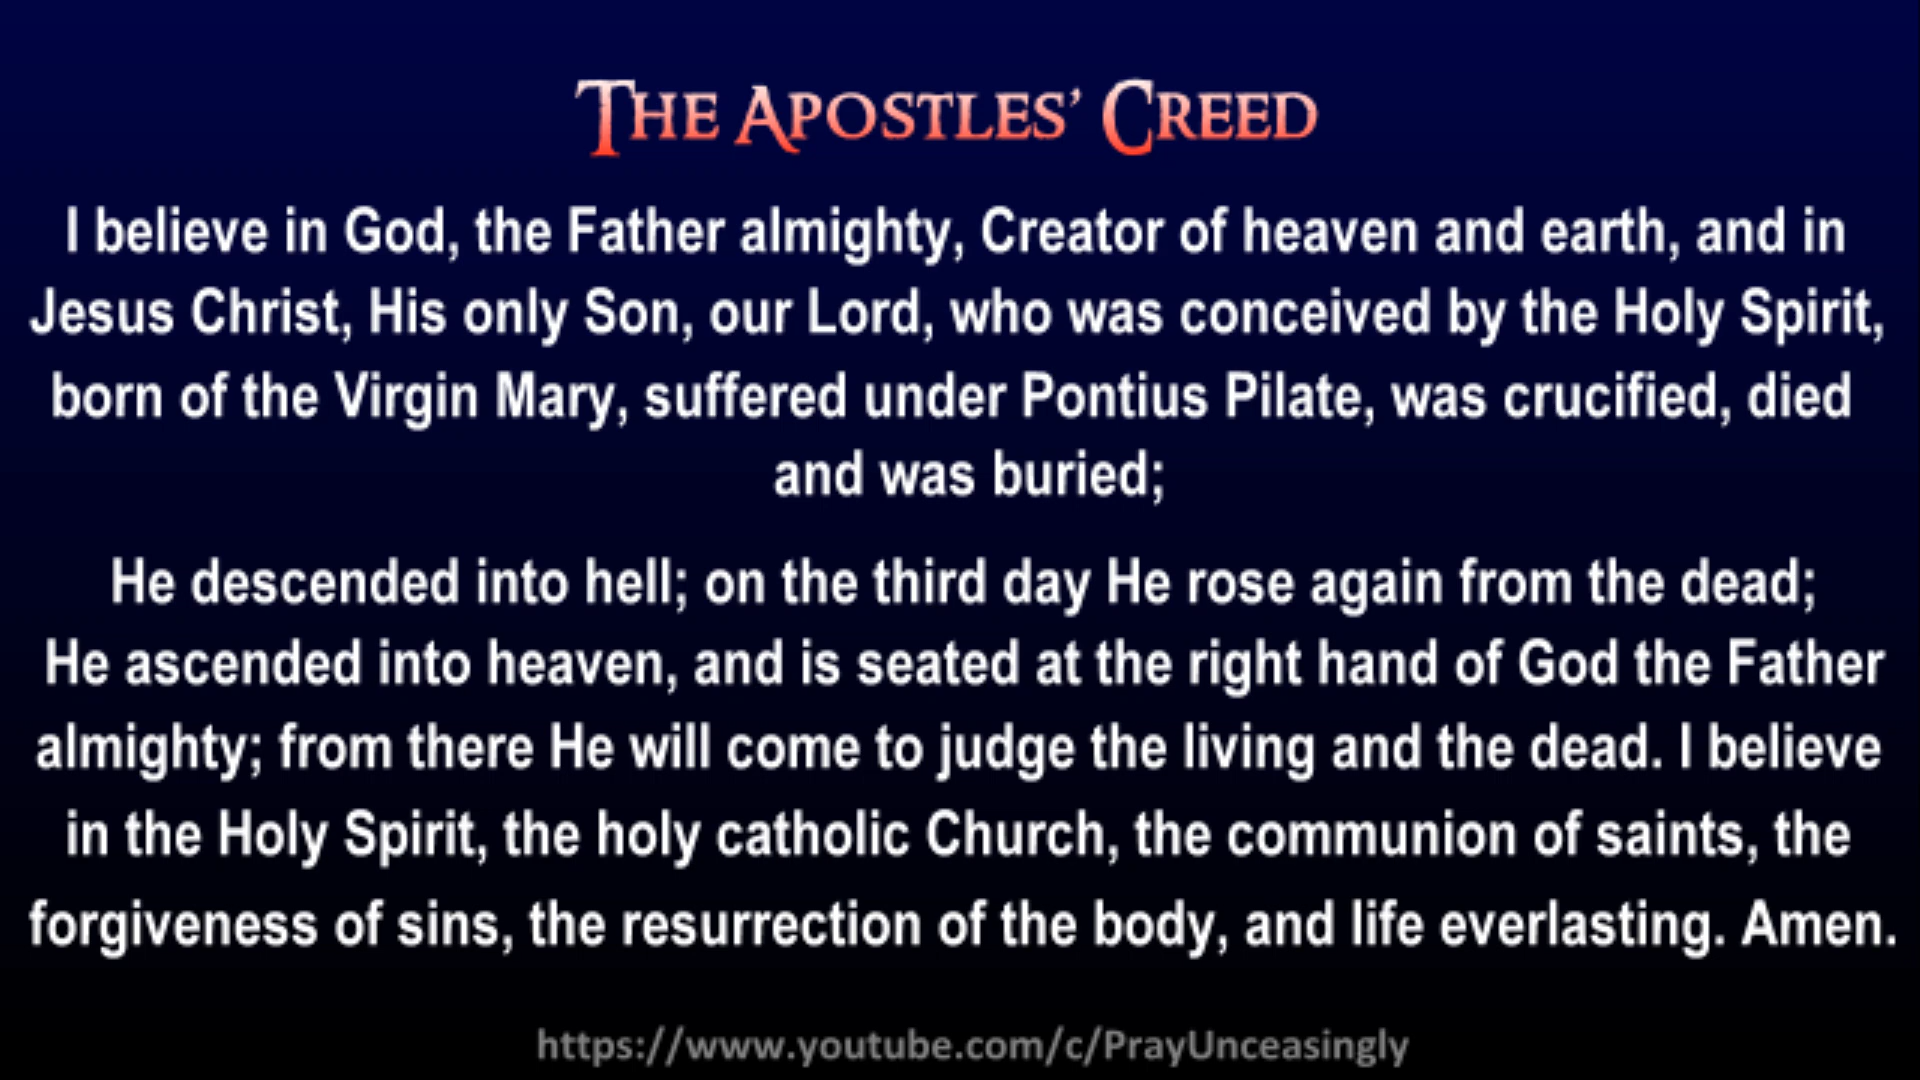 THE APOSTLES' CREED
I believe in God, the Father almighty, Creator of heaven and earth, and in
Jesus Christ, His only Son, our Lord, who was conceived by the Holy Spirit,
born of the Virgin Mary, suffered under Pontius Pilate, was crucified, died
and was buried;
He descended into hell; on the third day He rose again from the dead;
He ascended into heaven, and is seated at the right hand of God the Father
almighty; from there He will come to judge the living and the dead. I believe
in the Holy Spirit, the holy catholic Church, the communion of saints, the
forgiveness of sins, the resurrection of the body, and life everlasting. Amen.
https://www.youtube.com/c/PrayUnceasingly